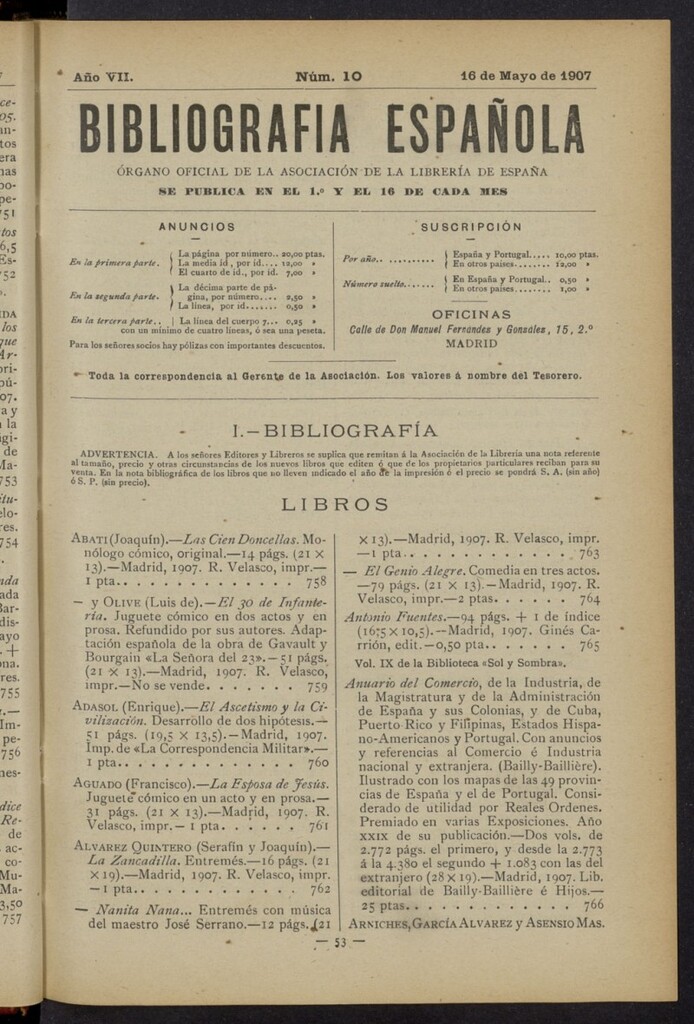 Año VII.
Núm. 10
16 de Mayo de 1907
BIBLIOGRAFIA ESPAÑOLA
ÓRGANO OFICIAL DE LA ASOCIACIÓN DE LA LIBRERÍA DE ESPAÑA
SE PUBLICA EN EL 1.º Y EL 16 DE CADA MES
ANUNCIOS
En la primera parte.
La página por número.. 20,00 ptas.
La media id , por id.... 12,00 »
El cuarto de id., por id. 7,00 »
En la segunda parte.
La décima parte de pá-
gina, por número.... 2,50 »
La línea, por id....... 0,50 »
En la tercera parte.. La línea del cuerpo 7... 0,25 »
con un mínimo de cuatro líneas, ó sea una peseta.
Para los señores socios hay pólizas con importantes descuentos.
SUSCRIPCIÓN
Por año.. ..........
España y Portugal..... 10,00 ptas.
En otros países........ 12,00 »
Número suelto.......
En España y Portugal.. 0,50 »
En otros países........ 1,00 »
OFICINAS
Calle de Don Manuel Fernandez y González, 15, 2.º
MADRID
Toda la correspondencia al Gerente de la Asociación. Los valores á nombre del Tesorero.
I.—BIBLIOGRAFÍA
ADVERTENCIA. A los señores Editores y Libreros se suplica que remitan á la Asociación de la Librería una nota referente
al tamaño, precio y otras circunstancias de los nuevos libros que editen ó que de los propietarios particulares reciban para su
venta. En la nota bibliográfica de los libros que no lleven indicado el año de la impresión ó el precio se pondrá S. A. (sin año)
ó S. P. (sin precio).
LIBROS
ABATI (Joaquín).—Las Cien Doncellas. Mo-
nólogo cómico, original.—14 págs. (21 ×
13).—Madrid, 1907. R. Velasco, impr.—
1 pta. . . . . . . . . . . . . 758
— y OLIVE (Luis de).—El 30 de Infante-
ría. Juguete cómico en dos actos y en
prosa. Refundido por sus autores. Adap-
tación española de la obra de Gavault y
Bourgain «La Señora del 23».—51 págs.
(21 × 13).—Madrid, 1907. R. Velasco,
impr.—No se vende. . . . . . . 759
ADASOL (Enrique).—El Ascetismo y la Ci-
vilización. Desarrollo de dos hipótesis.—
51 págs. (19,5 × 13,5).—Madrid, 1907.
Imp. de «La Correspondencia Militar».—
1 pta. . . . . . . . . . . . . 760
AGUADO (Francisco).—La Esposa de Jesús.
Juguete cómico en un acto y en prosa.—
31 págs. (21 × 13).—Madrid, 1907. R.
Velasco, impr.—1 pta. . . . . . . 761
ALVAREZ QUINTERO (Serafín y Joaquín).—
La Zancadilla. Entremés.—16 págs. (21
× 19).—Madrid, 1907. R. Velasco, impr.
—1 pta. . . . . . . . . . . . 762
— Nanita Nana... Entremés con música
del maestro José Serrano.—12 págs. (21
× 13).—Madrid, 1907. R. Velasco, impr.
—1 pta. . . . . . . . . . . . 763
— El Genio Alegre. Comedia en tres actos.
—79 págs. (21 × 13).—Madrid, 1907. R.
Velasco, impr.—2 ptas. . . . . . . 764
Antonio Fuentes.—94 págs. + 1 de índice
(16,5 × 10,5).—Madrid, 1907. Ginés Ca-
rrión, edit.—0,50 pta. . . . . . . 765
Vol. IX de la Biblioteca «Sol y Sombra».
Anuario del Comercio, de la Industria, de
la Magistratura y de la Administración
de España y sus Colonias, y de Cuba,
Puerto Rico y Filipinas, Estados Hispa-
no-Americanos y Portugal. Con anuncios
y referencias al Comercio é Industria
nacional y extranjera. (Bailly-Baillière).
Ilustrado con los mapas de las 49 provin-
cias de España y el de Portugal. Consi-
derado de utilidad por Reales Ordenes.
Premiado en varias Exposiciones. Año
XXIX de su publicación.—Dos vols. de
2.772 págs. el primero, y desde la 2.773
á la 4.380 el segundo + 1.083 con las del
extranjero (28 × 19).—Madrid, 1907. Lib.
editorial de Bailly-Baillière é Hijos.—
25 ptas. . . . . . . . . . . . 766
ARNICHES, GARCÍA ALVAREZ y ASENSIO MAS.
— 53 —